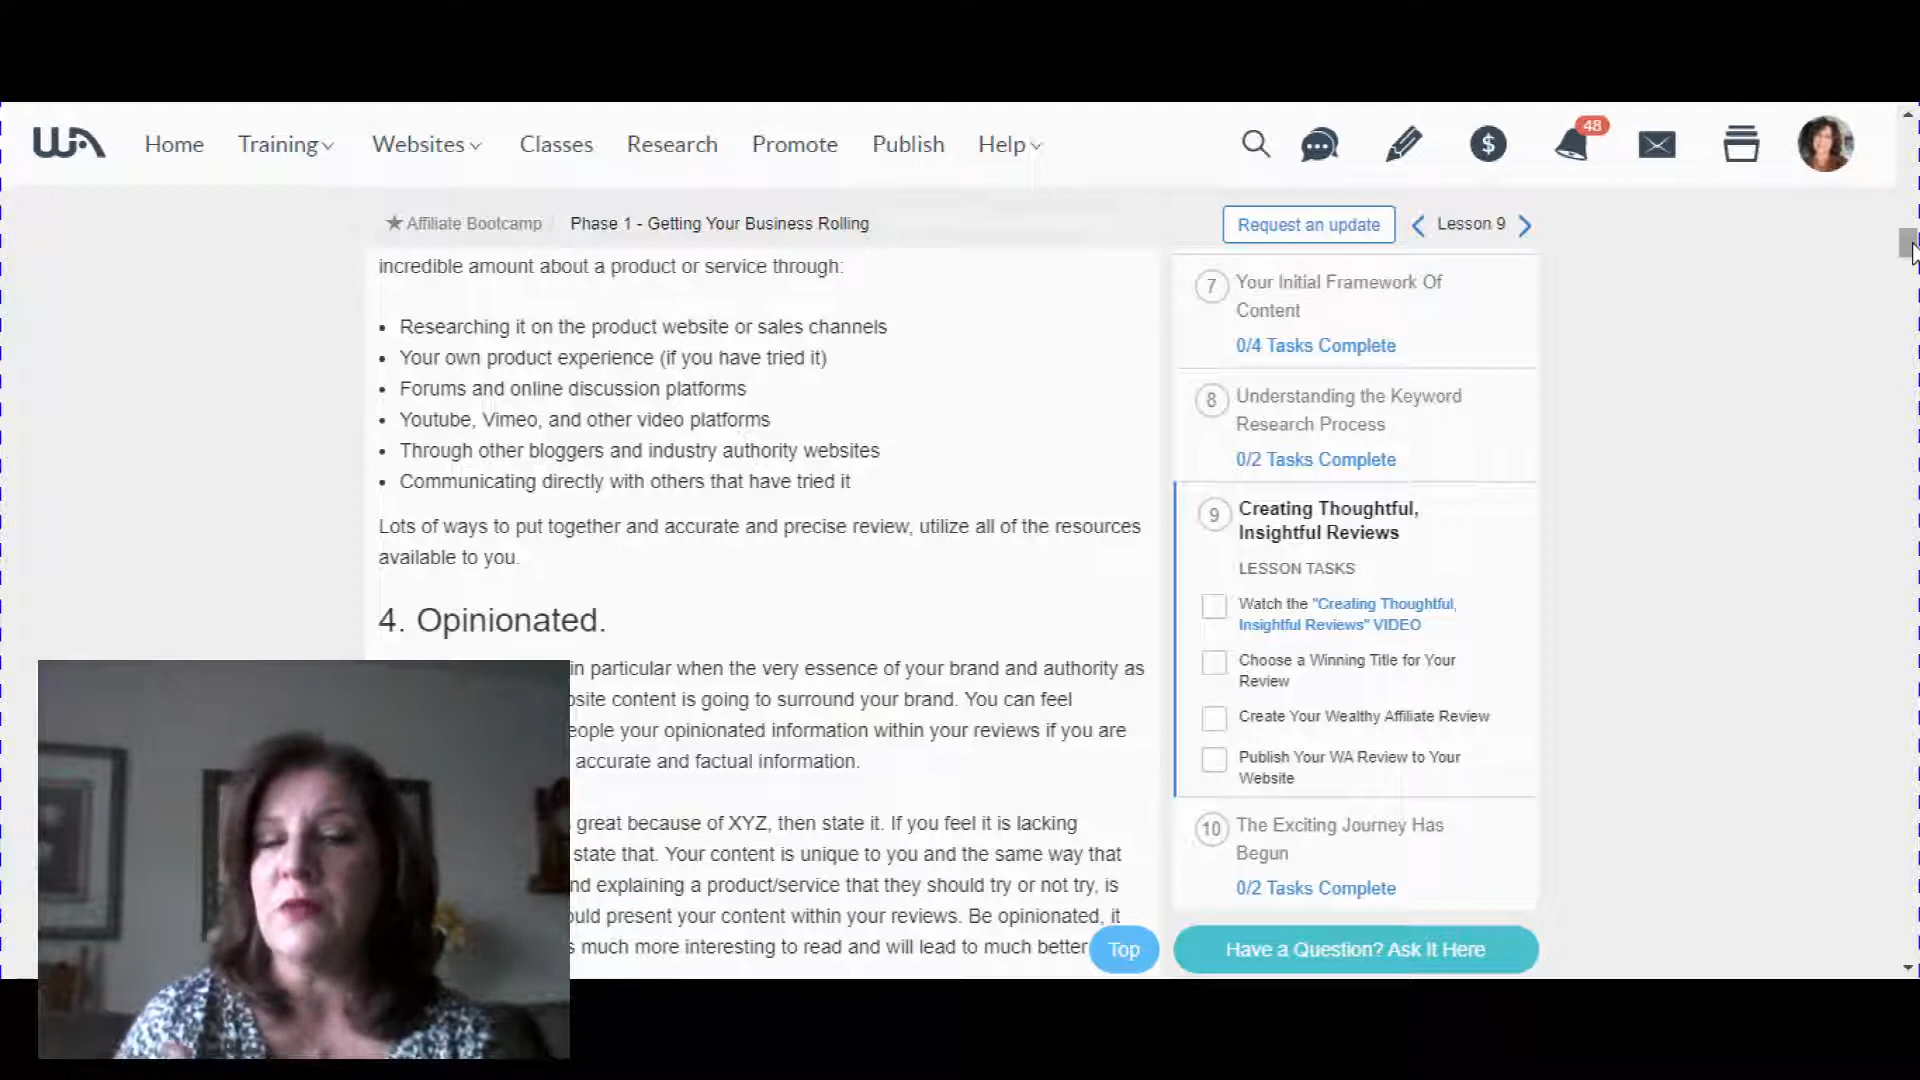 WA Home Training Websites Classes Research Promote Publish Help 48
Affiliate Bootcamp / Phase 1 - Getting Your Business Rolling
Request an update Lesson 9
incredible amount about a product or service through:
• Researching it on the product website or sales channels
• Your own product experience (if you have tried it)
• Forums and online discussion platforms
• Youtube, Vimeo, and other video platforms
• Through other bloggers and industry authority websites
• Communicating directly with others that have tried it
Lots of ways to put together and accurate and precise review, utilize all of the resources
available to you.
4. Opinionated.
in particular when the very essence of your brand and authority as
site content is going to surround your brand. You can feel
your opinionated information within your reviews if you are
accurate and factual information.
great because of XYZ, then state it. If you feel it is lacking
state that. Your content is unique to you and the same way that
explaining a product/service that they should try or not try, is
present your content within your reviews. Be opinionated, it
much more interesting to read and will lead to much better
Top
7 Your Initial Framework Of
Content
0/4 Tasks Complete
8 Understanding the Keyword
Research Process
0/2 Tasks Complete
9 Creating Thoughtful,
Insightful Reviews
LESSON TASKS
Watch the "Creating Thoughtful,
Insightful Reviews" VIDEO
Choose a Winning Title for Your
Review
Create Your Wealthy Affiliate Review
Publish Your WA Review to Your
Website
10 The Exciting Journey Has
Begun
0/2 Tasks Complete
Have a Question? Ask It Here